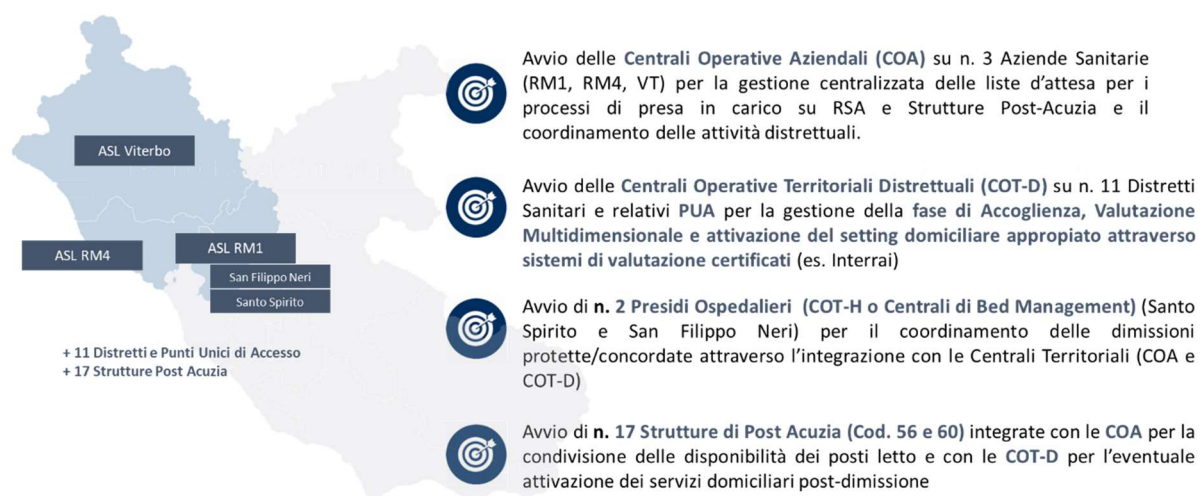 ASL Viterbo
ASL RM4
ASL RM1
San Filippo Neri
Santo Spirito
+ 11 Distretti e Punti Unici di Accesso
+ 17 Strutture Post Acuzia
Avvio delle Centrali Operative Aziendali (COA) su n. 3 Aziende Sanitarie
(RM1, RM4, VT) per la gestione centralizzata delle liste d’attesa per i
processi di presa in carico su RSA e Strutture Post-Acuzia e il
coordinamento delle attività distrettuali.
Avvio delle Centrali Operative Territoriali Distrettuali (COT-D) su n. 11 Distretti
Sanitari e relativi PUA per la gestione della fase di Accoglienza, Valutazione
Multidimensionale e attivazione del setting domiciliare appropiato attraverso
sistemi di valutazione certificati (es. Interrai)
Avvio di n. 2 Presidi Ospedalieri (COT-H o Centrali di Bed Management) (Santo
Spirito e San Filippo Neri) per il coordinamento delle dimissioni
protette/concordate attraverso l’integrazione con le Centrali Territoriali (COA e
COT-D)
Avvio di n. 17 Strutture di Post Acuzia (Cod. 56 e 60) integrate con le COA per la
condivisione delle disponibilità dei posti letto e con le COT-D per l’eventuale
attivazione dei servizi domiciliari post-dimissione